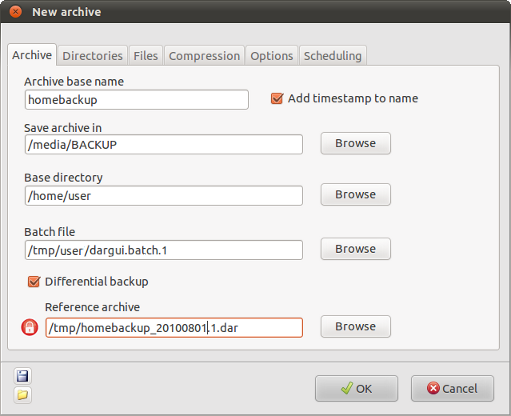 New archive
Archive Directories Files Compression Options Scheduling
Archive base name
homebackup
Add timestamp to name
Save archive in
/media/BACKUP Browse
Base directory
/home/user Browse
Batch file
/tmp/user/dargui.batch.1 Browse
Differential backup
Reference archive
/tmp/homebackup_20100801.1.dar Browse
OK Cancel